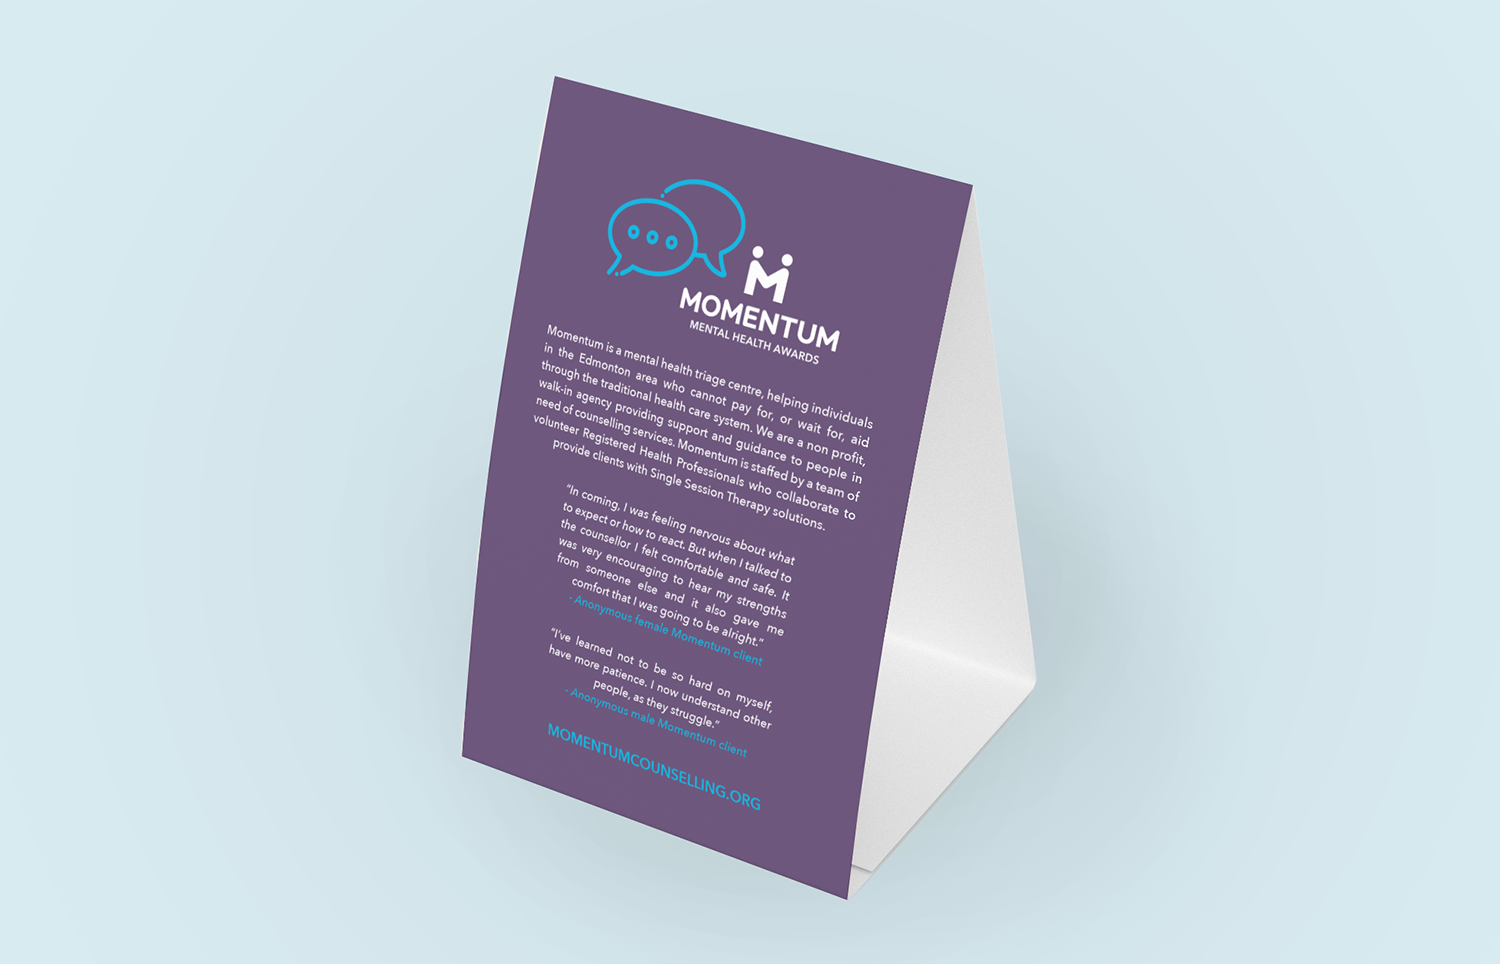 MOMENTUM
MENTAL HEALTH AWARDS
Momentum is a mental health triage centre, helping individuals
in the Edmonton area who cannot pay for, or wait for, aid
through the traditional health care system. We are a non profit,
walk-in agency providing support and guidance to people in
need of counselling services. Momentum is staffed by a team of
volunteer Registered Health Professionals who collaborate to
provide clients with Single Session Therapy solutions.
“In coming, I was feeling nervous about what
to expect or how to react. But when I talked to
the counsellor I felt comfortable and safe. It
was very encouraging to hear my strengths
from someone else and it also gave me
comfort that I was going to be alright.”
- Anonymous female Momentum client
“I’ve learned not to be so hard on myself,
have more patience. I now understand other
people, as they struggle.”
- Anonymous male Momentum client
MOMENTUMCOUNSELLING.ORG